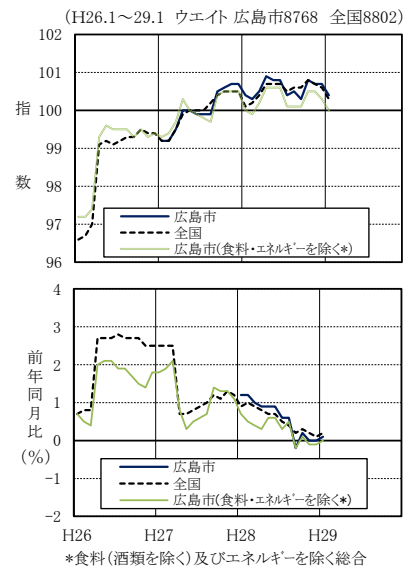 (H26.1～29.1 ウエイト 広島市8768 全国8802)
指数
102
101
100
99
98
97
96
広島市
全国
広島市(食料・エネルギーを除く*)
前年同月比(%)
4
3
2
1
0
-1
-2
広島市
全国
広島市(食料・エネルギーを除く*)
H26 H27 H28 H29
*食料(酒類を除く)及びエネルギーを除く総合